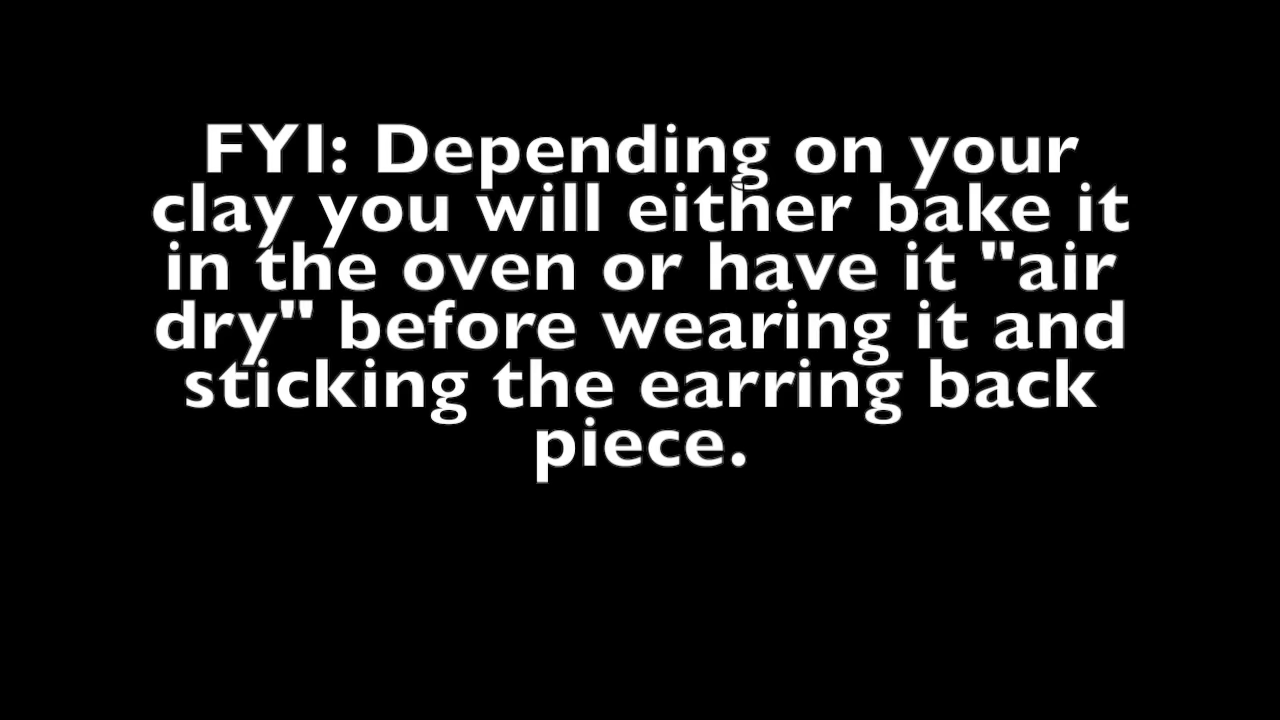 FYI: Depending on your
clay you will either bake it
in the oven or have it "air
dry" before wearing it and
sticking the earring back
piece.